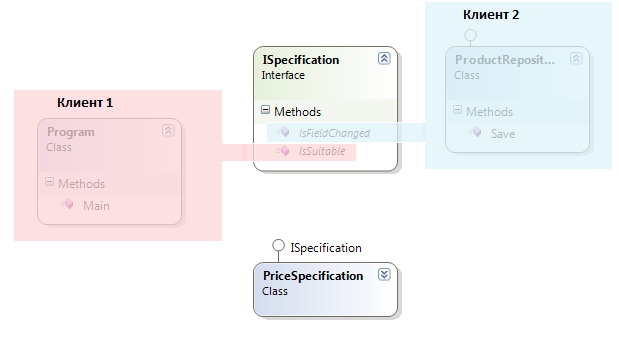 Клиент 2
ISpecification
Interface
ProductReposit...
Class
Methods
IsFieldChanged
IsSuitable
Methods
Save
Клиент 1
Program
Class
Methods
Main
ISpecification
PriceSpecification
Class